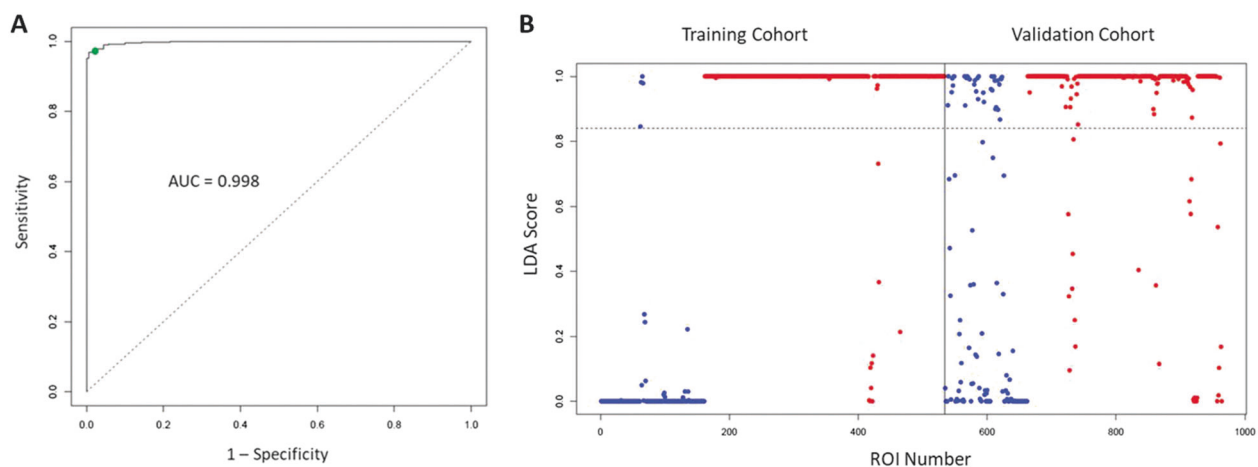 A
1.0
0.8
0.6
0.4
0.2
0.0
Sensitivity
AUC = 0.998
0.0 0.2 0.4 0.6 0.8 1.0
1 – Specificity
B
Training Cohort Validation Cohort
1.0
0.8
0.6
0.4
0.2
0.0
LDA Score
0 200 400 600 800 1000
ROI Number